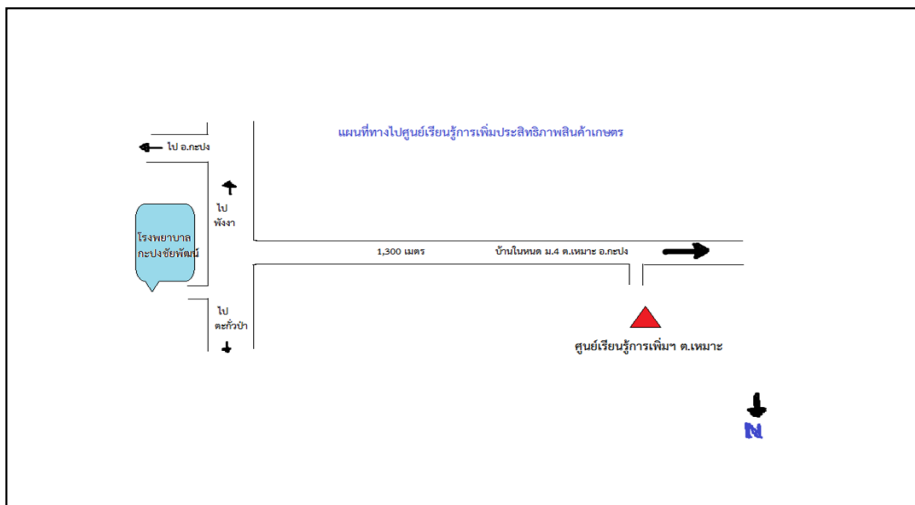 แผนที่ทางไปศูนย์เรียนรู้การเพิ่มประสิทธิภาพสินค้าเกษตร
ไป อ.กะปง
ไป
พังงา
โรงพยาบาล
กะปงชัยพัฒน์
1,300 เมตร
บ้านในหนด ม.4 ต.เหมาะ อ.กะปง
ไป
ตะกั่วป่า
ศูนย์เรียนรู้การเพิ่มฯ ต.เหมาะ
N